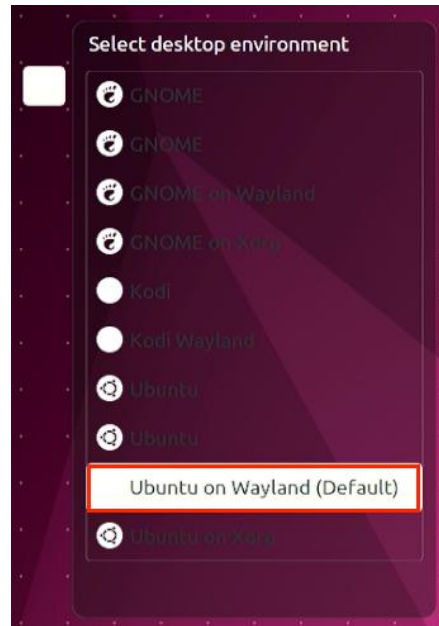 Select desktop environment
GNOME
GNOME
GNOME on Wayland
GNOME on Xorg
Kodi
Kodi Wayland
Ubuntu
Ubuntu
Ubuntu on Wayland (Default)
Ubuntu on Xorg